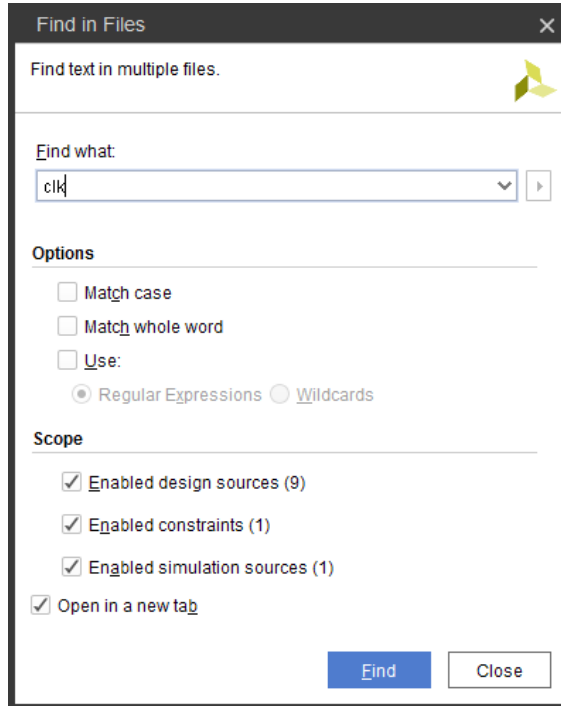 Find in Files
Find text in multiple files.
Find what:
clk
Options
Match case
Match whole word
Use:
Regular Expressions Wildcards
Scope
Enabled design sources (9)
Enabled constraints (1)
Enabled simulation sources (1)
Open in a new tab
Find Close